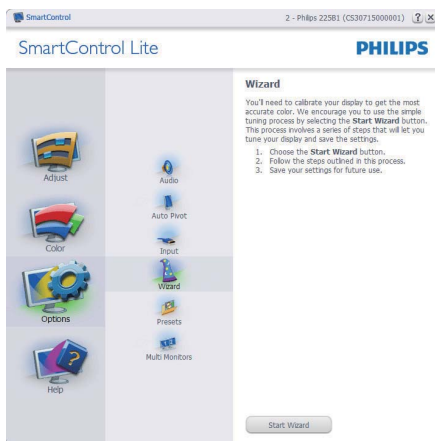 SmartControl
2 - Philips 225B1 (CS30715000001)
?
X
SmartControl Lite
PHILIPS
Adjust
Color
Options
Help
Audio
Auto Pivot
Input
Wizard
Presets
Multi Monitors
Wizard
You'll need to calibrate your display to get the most
accurate color. We encourage you to use the simple
tuning process by selecting the Start Wizard button.
This process involves a series of steps that will let you
tune your display and save the settings.
1. Choose the Start Wizard button.
2. Follow the steps outlined in this process.
3. Save your settings for future use.
Start Wizard